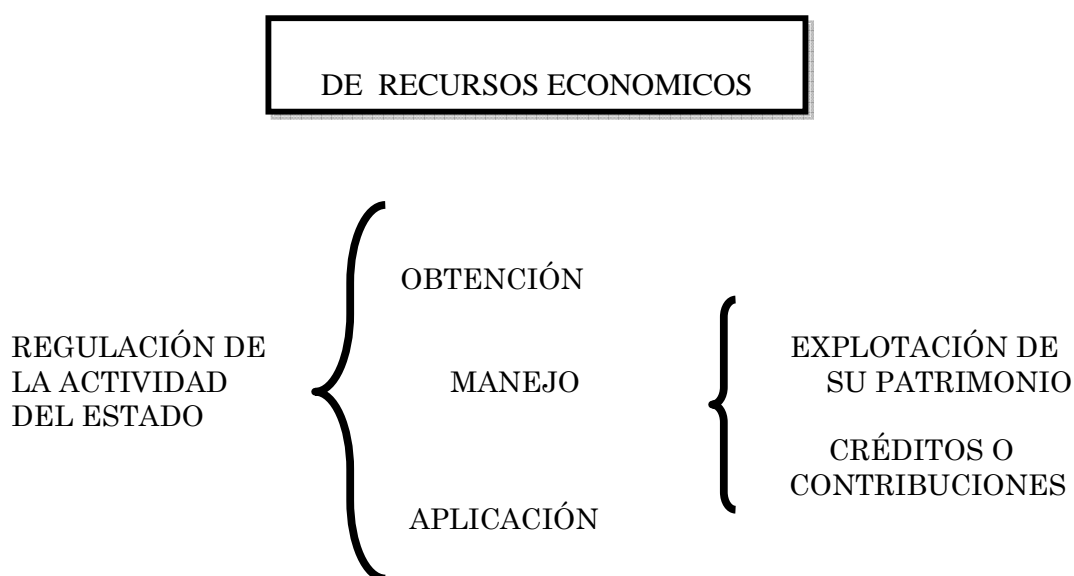 DE RECURSOS ECONOMICOS
REGULACIÓN DE
LA ACTIVIDAD
DEL ESTADO
OBTENCIÓN
MANEJO
APLICACIÓN
EXPLOTACIÓN DE
SU PATRIMONIO
CRÉDITOS O
CONTRIBUCIONES